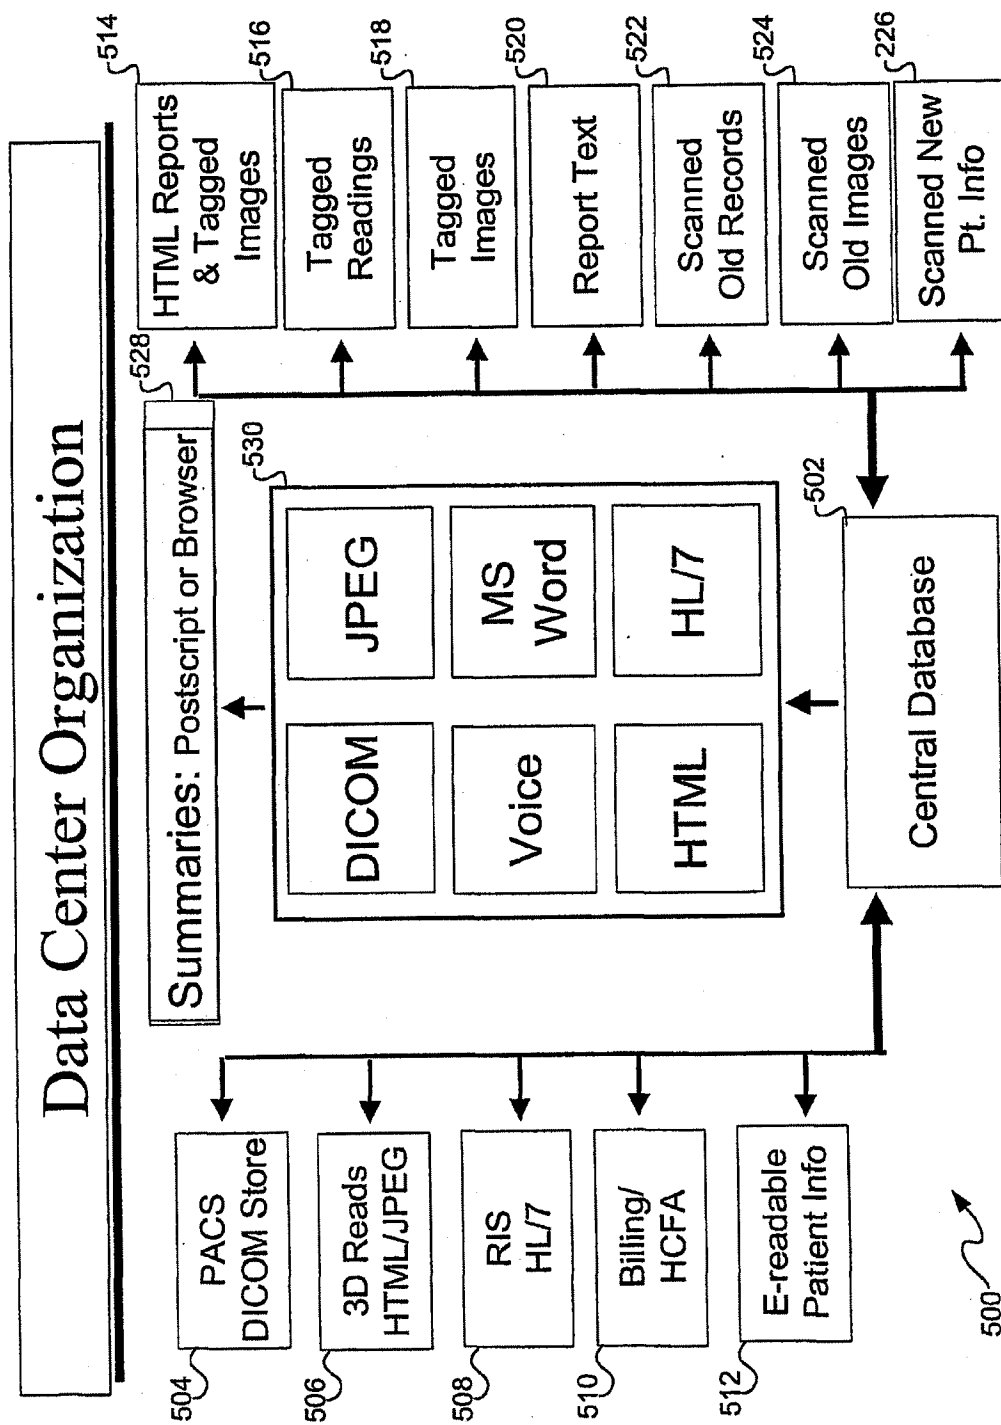 Data Center Organization
504
PACS
DICOM Store
506
3D Reads
HTML/JPEG
508
RIS
HL/7
510
Billing/
HCFA
512
E-readable
Patient Info
500
528
Summaries: Postscript or Browser
530
DICOM
JPEG
Voice
MS
Word
HTML
HL/7
502
Central Database
514
HTML Reports
& Tagged
Images
516
Tagged
Readings
518
Tagged
Images
520
Report Text
522
Scanned
Old Records
524
Scanned
Old Images
226
Scanned New
Pt. Info